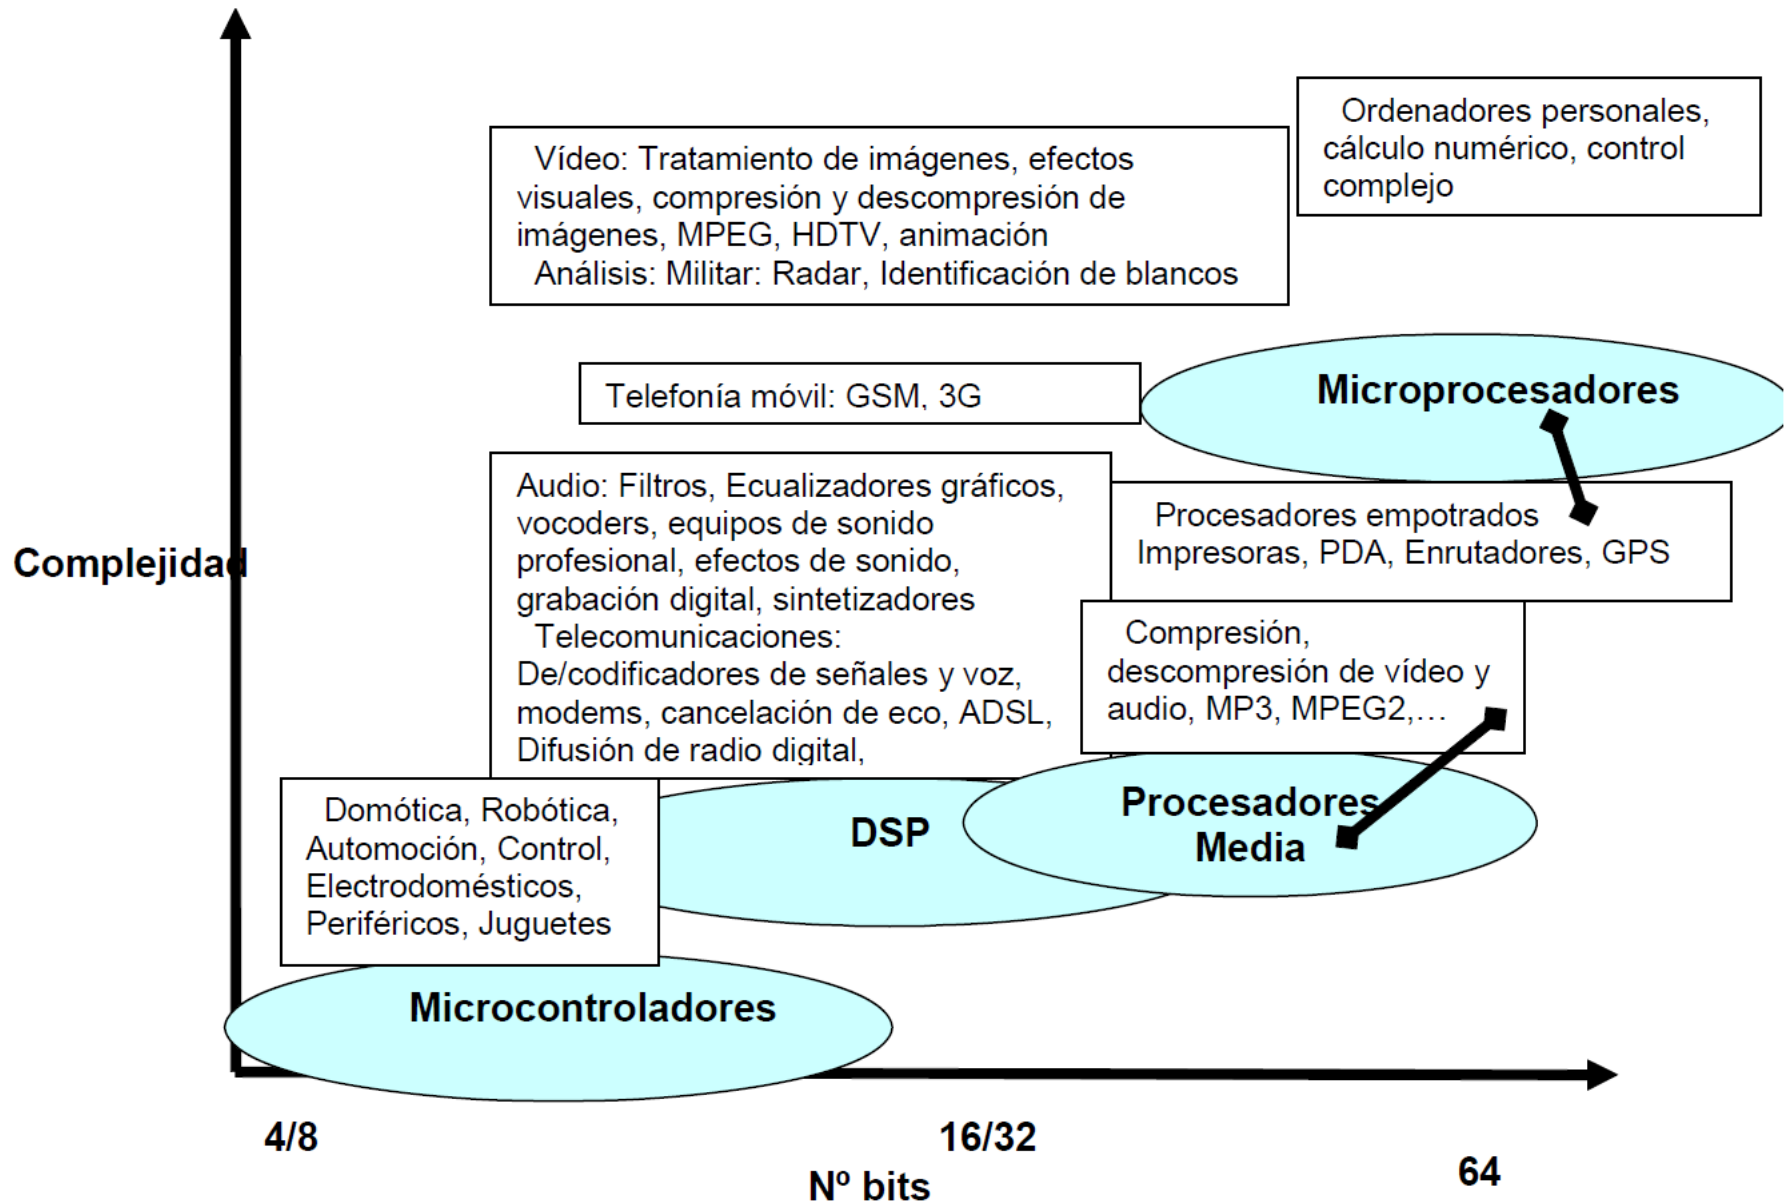 Ordenadores personales,
cálculo numérico, control
complejo
Vídeo: Tratamiento de imágenes, efectos
visuales, compresión y descompresión de
imágenes, MPEG, HDTV, animación
Análisis: Militar: Radar, Identificación de blancos
Telefonía móvil: GSM, 3G
Microprocesadores
Audio: Filtros, Ecualizadores gráficos,
vocoders, equipos de sonido
profesional, efectos de sonido,
grabación digital, sintetizadores
Telecomunicaciones:
De/codificadores de señales y voz,
modems, cancelación de eco, ADSL,
Difusión de radio digital,
Procesadores empotrados
Impresoras, PDA, Enrutadores, GPS
Complejidad
Compresión,
descompresión de vídeo y
audio, MP3, MPEG2,…
Domótica, Robótica,
Automoción, Control,
Electrodomésticos,
Periféricos, Juguetes
DSP
Procesadores
Media
Microcontroladores
4/8
16/32
64
Nº bits